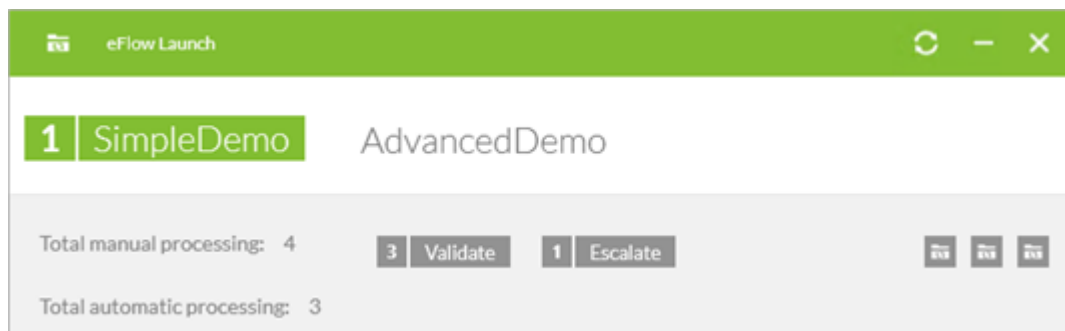 eFlow Launch
1 SimpleDemo AdvancedDemo
Total manual processing: 4 3 Validate 1 Escalate
Total automatic processing: 3